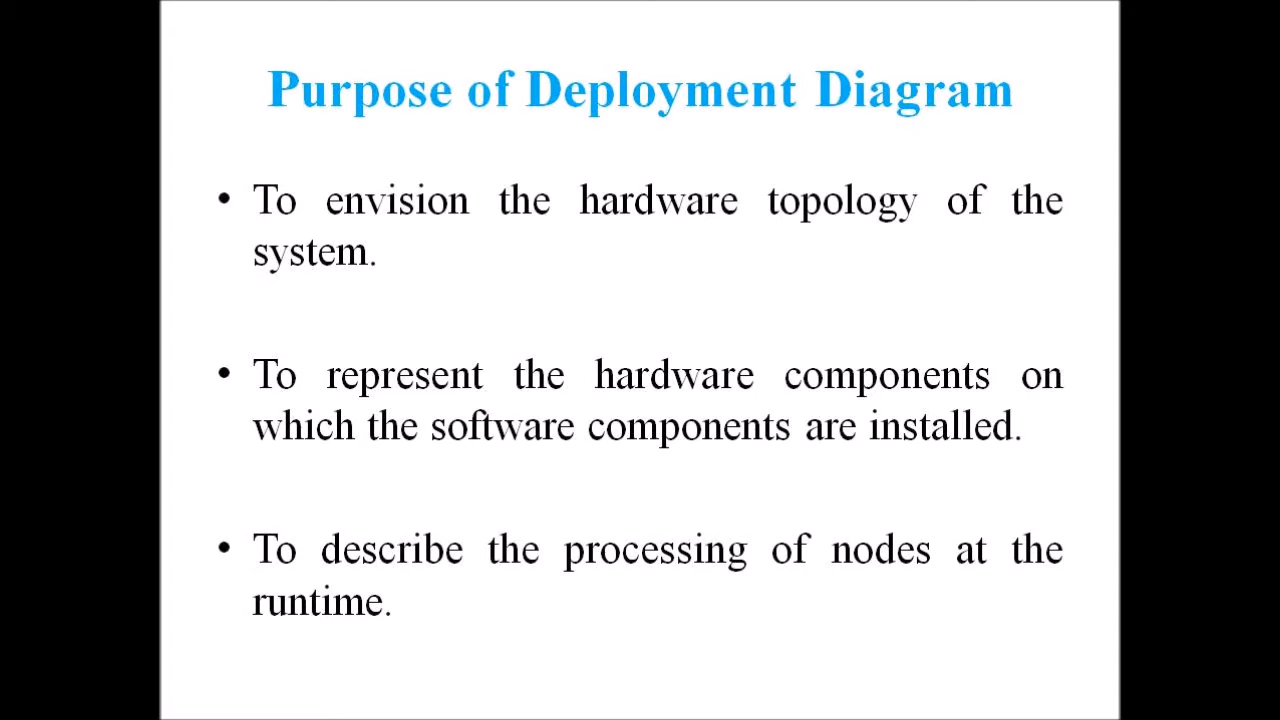 Purpose of Deployment Diagram
• To envision the hardware topology of the
system.
• To represent the hardware components on
which the software components are installed.
• To describe the processing of nodes at the
runtime.